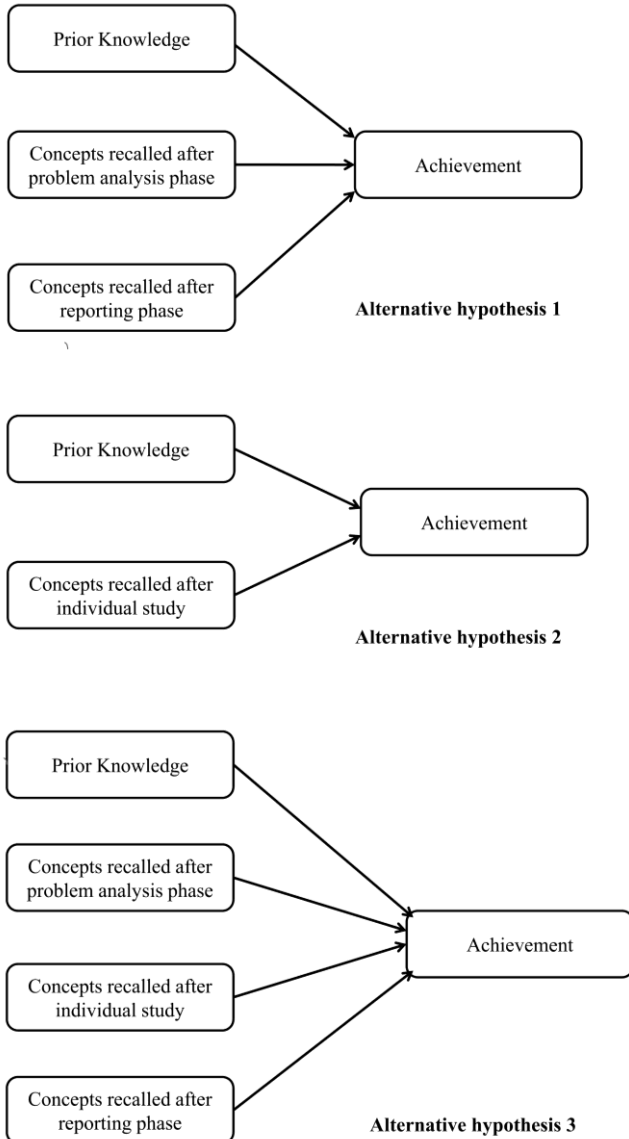 Prior Knowledge
Concepts recalled after
problem analysis phase
Achievement
Concepts recalled after
reporting phase
Alternative hypothesis 1
Prior Knowledge
Achievement
Concepts recalled after
individual study
Alternative hypothesis 2
Prior Knowledge
Concepts recalled after
problem analysis phase
Achievement
Concepts recalled after
individual study
Concepts recalled after
reporting phase
Alternative hypothesis 3